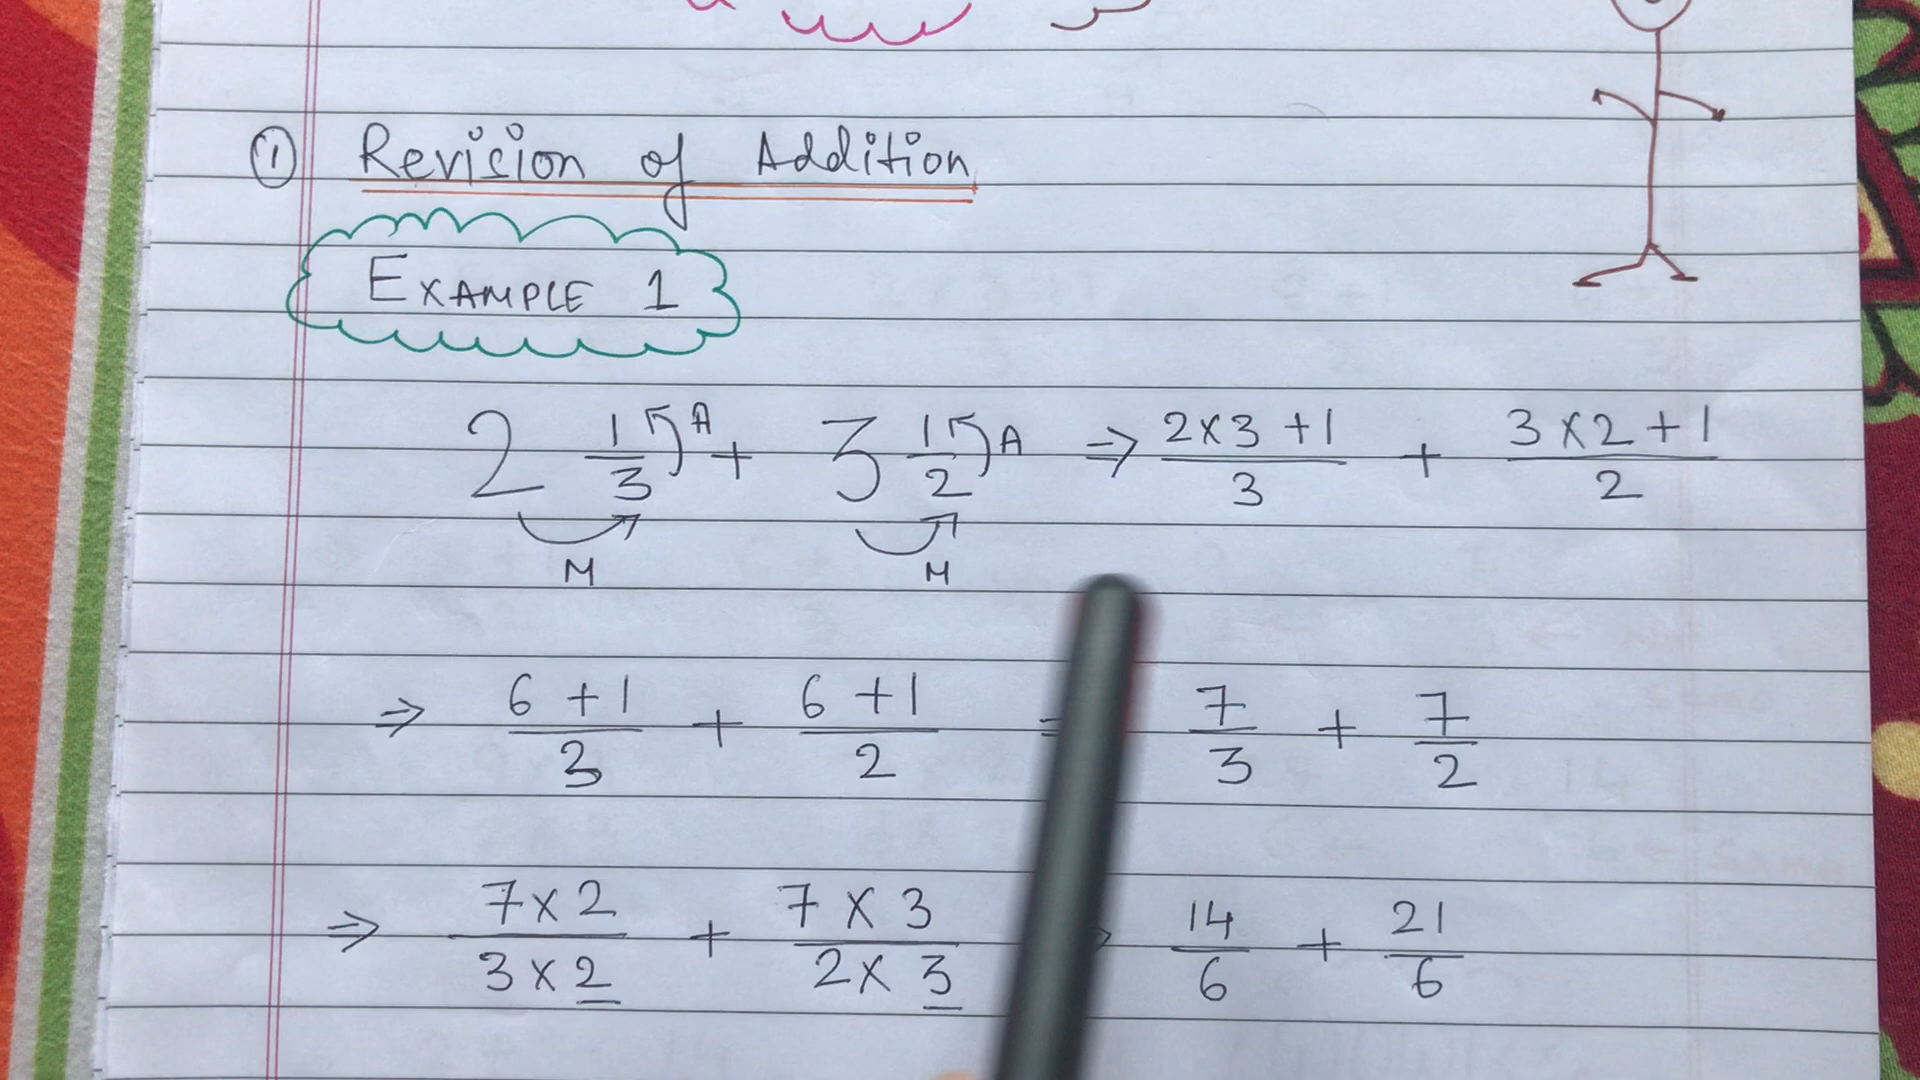 ① Revision of Addition
EXAMPLE 1
2 1/3 A + 3 1/2 A ⇒ (2×3+1)/3 + (3×2+1)/2
M M
⇒ (6+1)/3 + (6+1)/2 = 7/3 + 7/2
⇒ (7×2)/(3×2) + (7×3)/(2×3) ⇒ 14/6 + 21/6